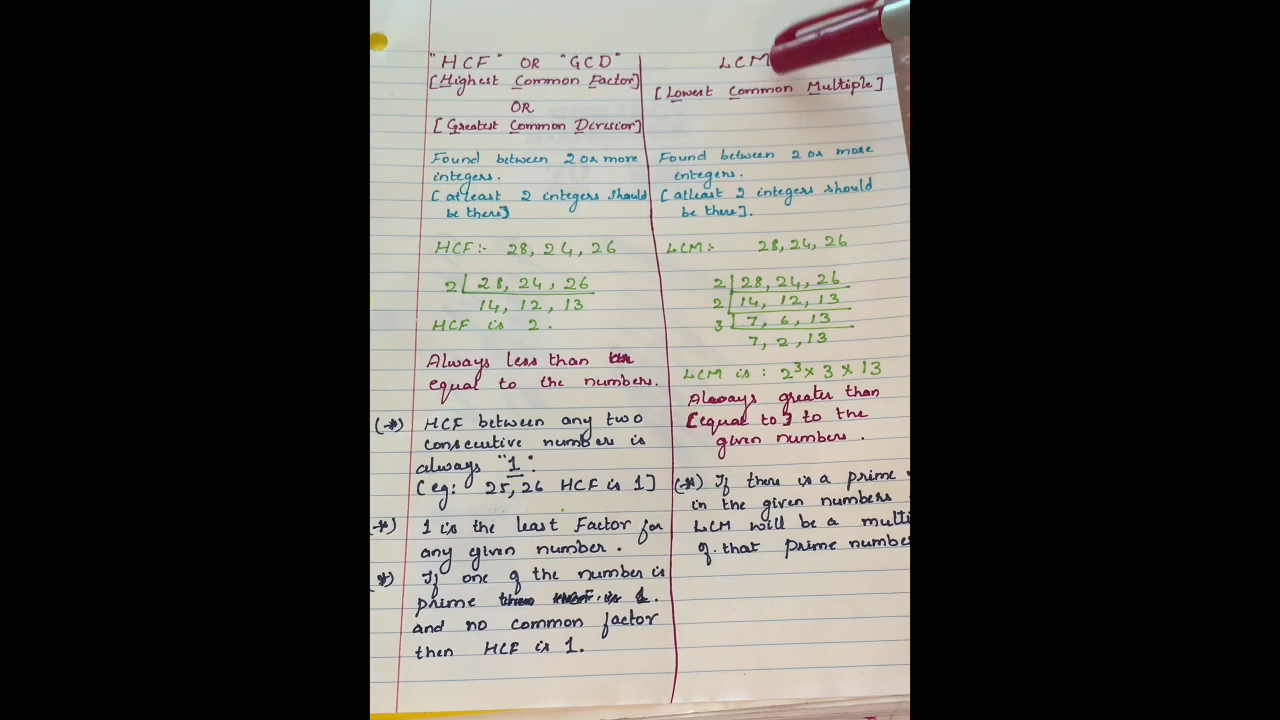 "HCF" OR "GCD"
[Highest Common Factor]
OR
[Greatest Common Divisior]
Found between 2 or more
integers.
[atleast 2 integers should
be there]
HCF:- 28, 24, 26
2 | 28, 24, 26
14, 12, 13
HCF is 2.
Always less than
equal to the numbers.
(*) HCF between any two
consecutive number is
always "1".
(eg: 25, 26 HCF is 1]
*) 1 is the least Factor for
any given number.
*) If one of the number is
prime
and no common factor
then HCF is 1.
LCM
[Lowest Common Multiple]
Found between 2 or more
integers.
[atleast 2 integers should
be there].
LCM:- 28, 24, 26
2 | 28, 24, 26
2 | 14, 12, 13
3 | 7, 6, 13
7, 2, 13
LCM is : 2³ x 3 x 13
Always greater than
[equal to] to the
given numbers.
(*) If there is a prime
in the given numbers
LCM will be a multi
of that prime number